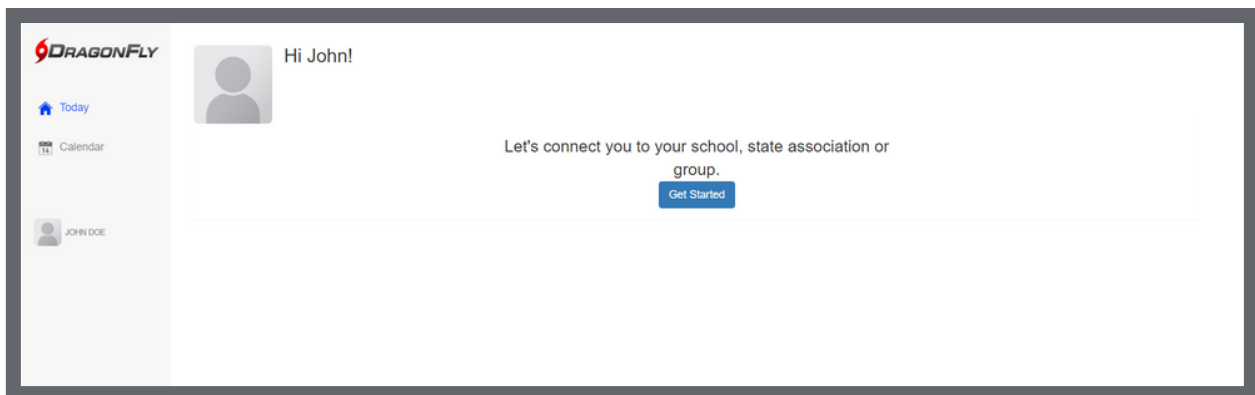 DRAGONFLY
Today
Calendar
14
JOHN DOE
Hi John!
Let's connect you to your school, state association or
group.
Get Started